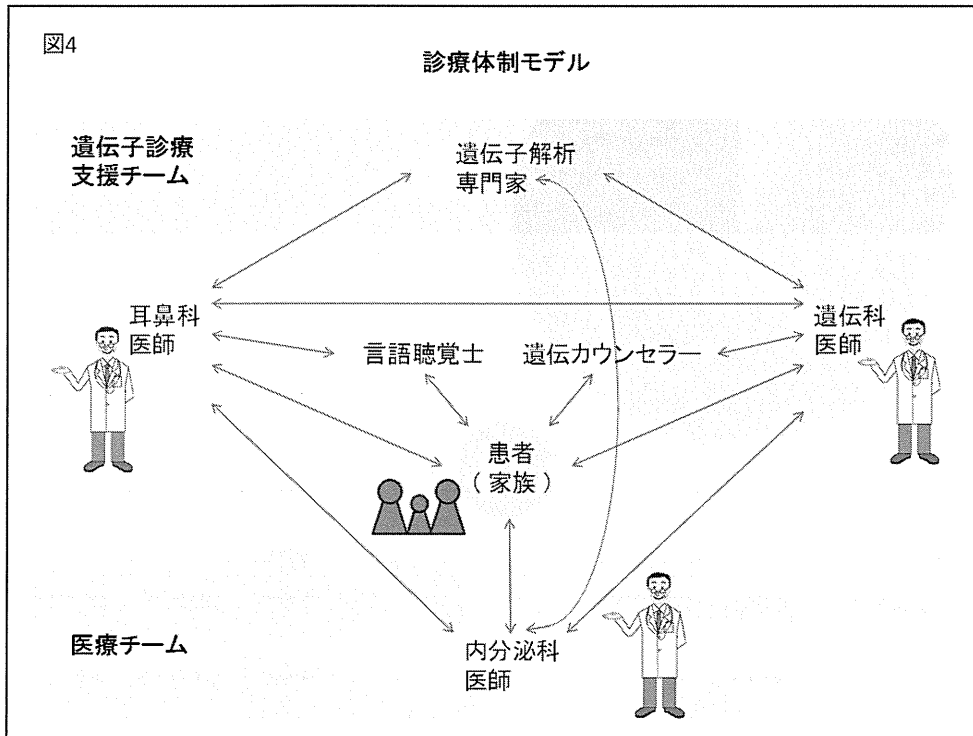 図4
診療体制モデル
遺伝子診療
支援チーム
遺伝子解析
専門家
耳鼻科
医師
遺伝科
医師
言語聴覚士
遺伝カウンセラー
患者
( 家族 )
医療チーム
内分泌科
医師